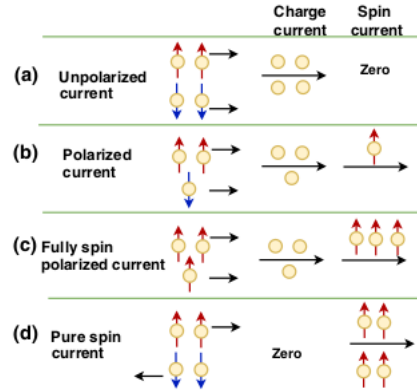 Charge current
Spin current
(a) Unpolarized current
Zero
(b) Polarized current
(c) Fully spin polarized current
(d) Pure spin current
Zero